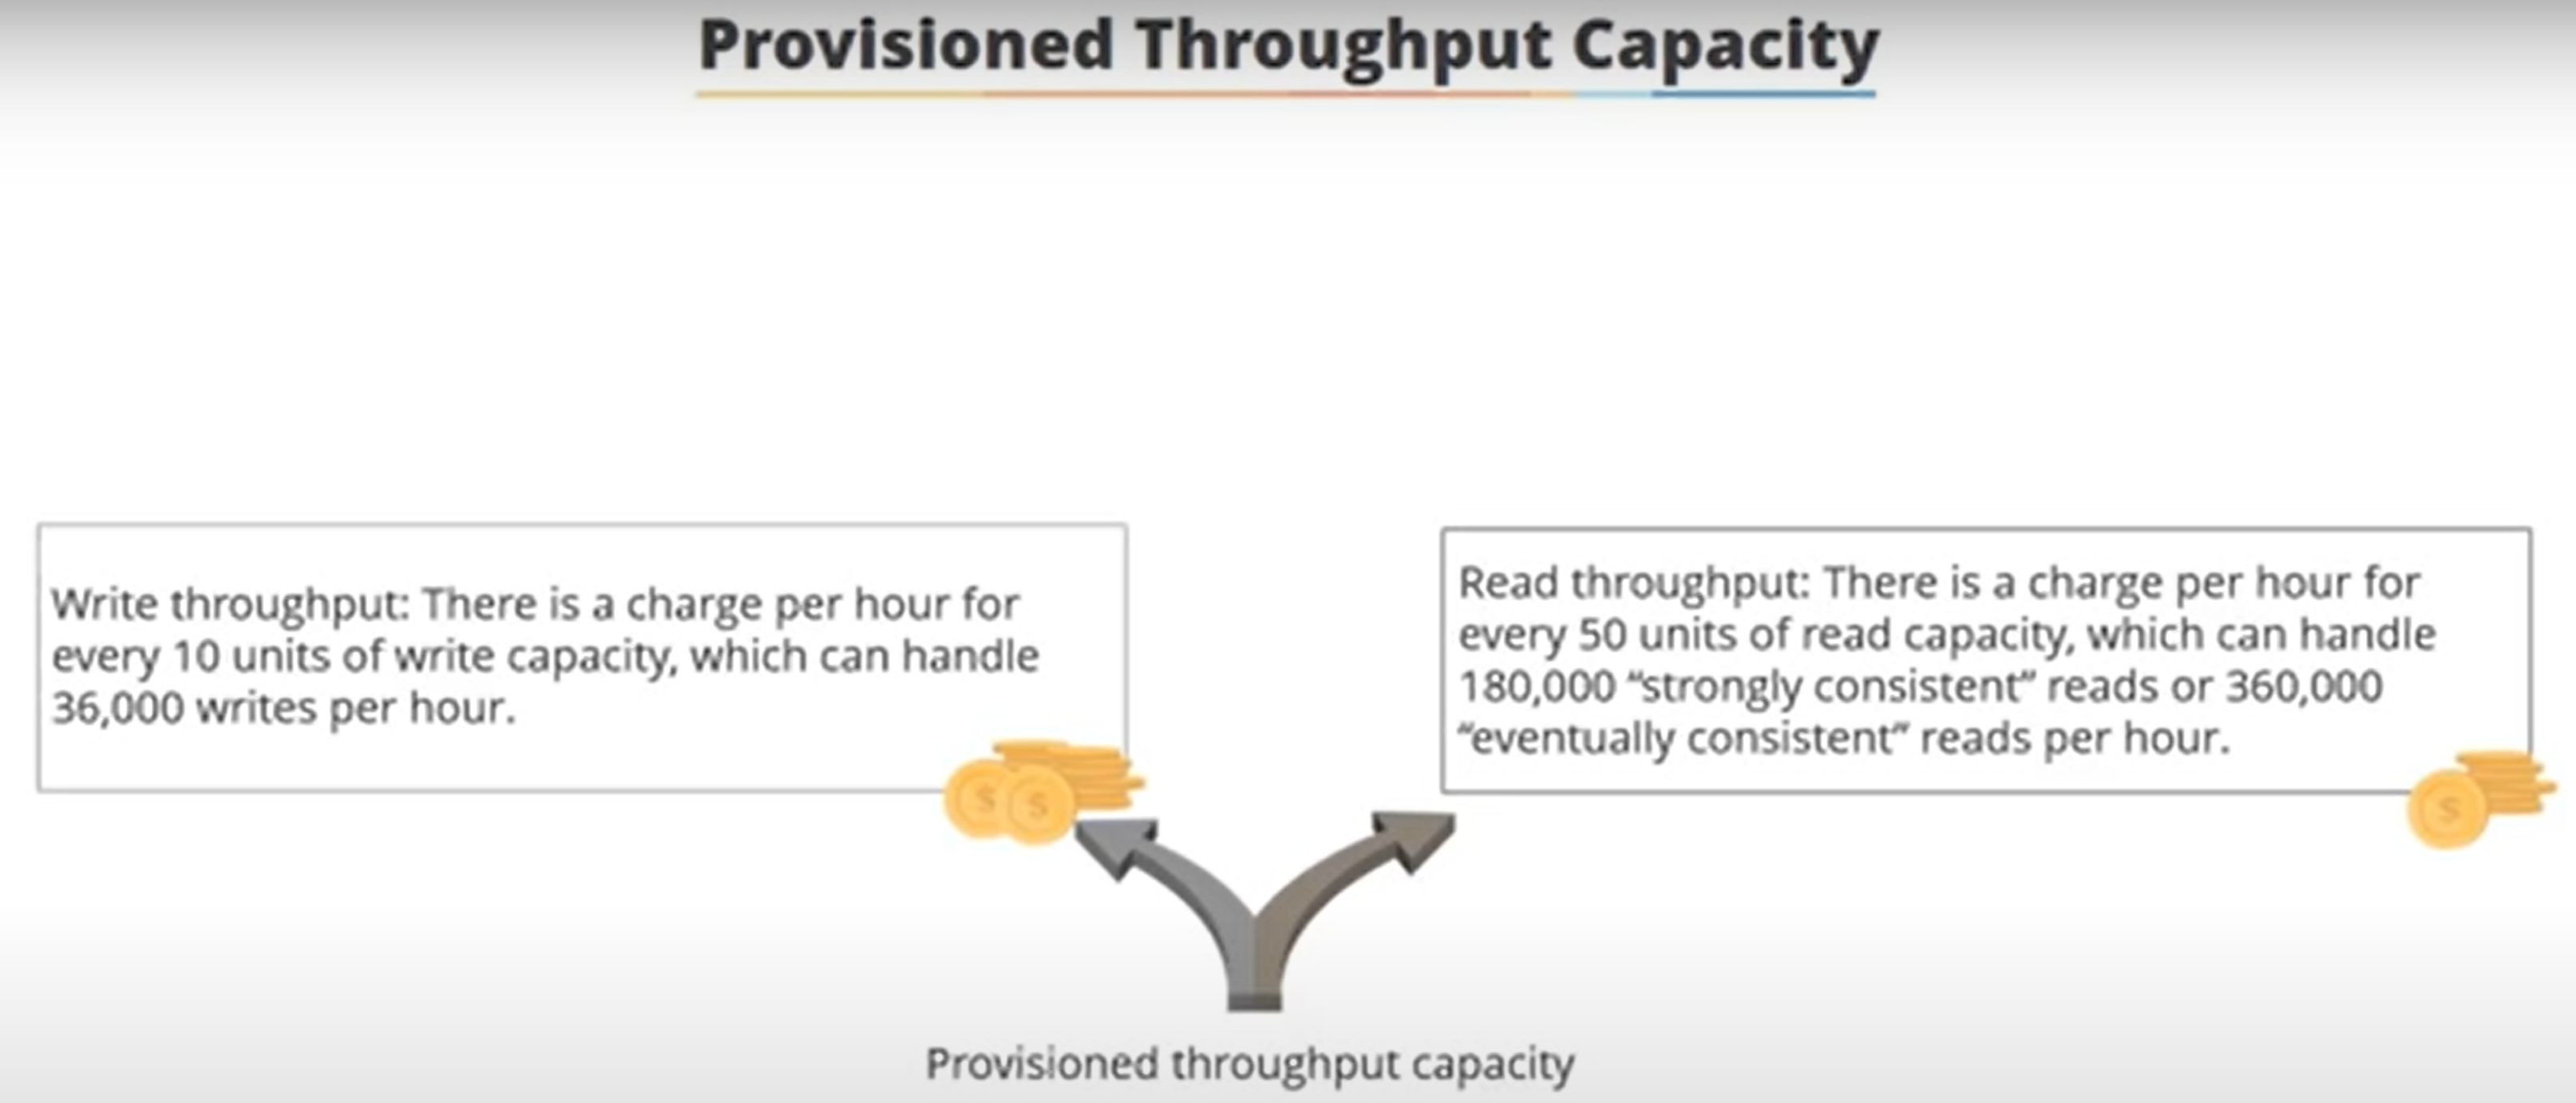 Provisioned Throughput Capacity
Write throughput: There is a charge per hour for
every 10 units of write capacity, which can handle
36,000 writes per hour.
Read throughput: There is a charge per hour for
every 50 units of read capacity, which can handle
180,000 “strongly consistent” reads or 360,000
“eventually consistent” reads per hour.
$ $
$
Provisioned throughput capacity